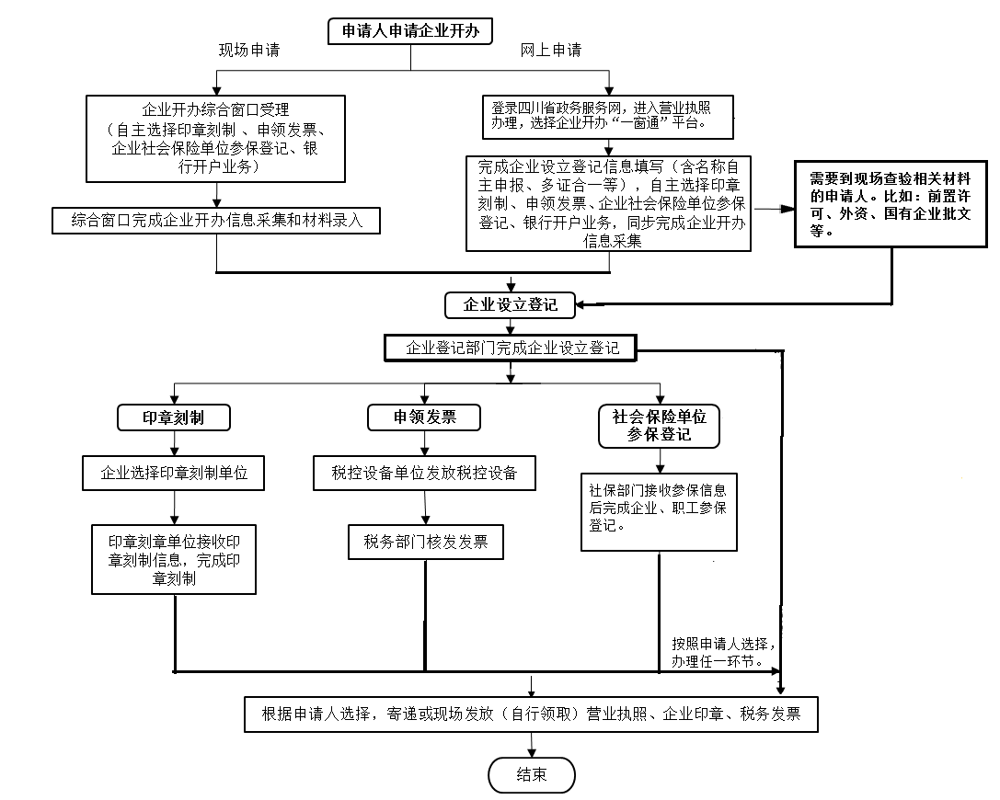 申请人申请企业开办
现场申请
网上申请
企业开办综合窗口受理
（自主选择印章刻制、申领发票、
企业社会保险单位参保登记、银
行开户业务）
登录四川省政务服务网，进入营业执照
办理，选择企业开办“一窗通”平台。
综合窗口完成企业开办信息采集和材料录入
完成企业设立登记信息填写（含名称自
主申报、多证合一等），自主选择印章
刻制、申领发票、企业社会保险单位参保
登记、银行开户业务，同步完成企业开办
信息采集
需要到现场查验相关材料
的申请人。比如：前置许
可、外资、国有企业批文
等。
企业设立登记
企业登记部门完成企业设立登记
印章刻制
申领发票
社会保险单位
参保登记
企业选择印章刻制单位
税控设备单位发放税控设备
社保部门接收参保信息
后完成企业、职工参保
登记。
印章刻章单位接收印
章刻制信息，完成印
章刻制
税务部门核发发票
按照申请人选择，
办理任一环节。
根据申请人选择，寄递或现场发放（自行领取）营业执照、企业印章、税务发票
结束